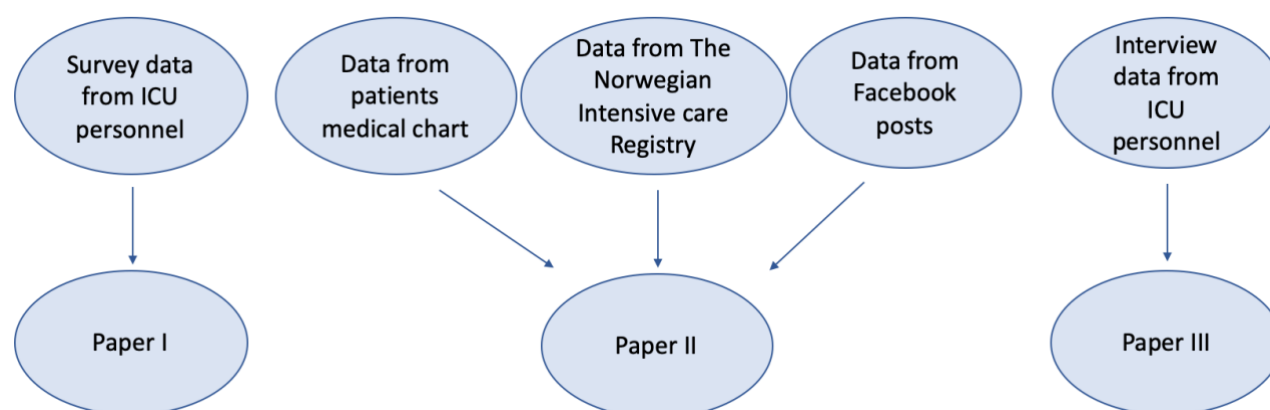 Survey data
from ICU
personnel
Data from
patients
medical chart
Data from The
Norwegian
Intensive care
Registry
Data from
Facebook
posts
Interview
data from
ICU
personnel
Paper I
Paper II
Paper III